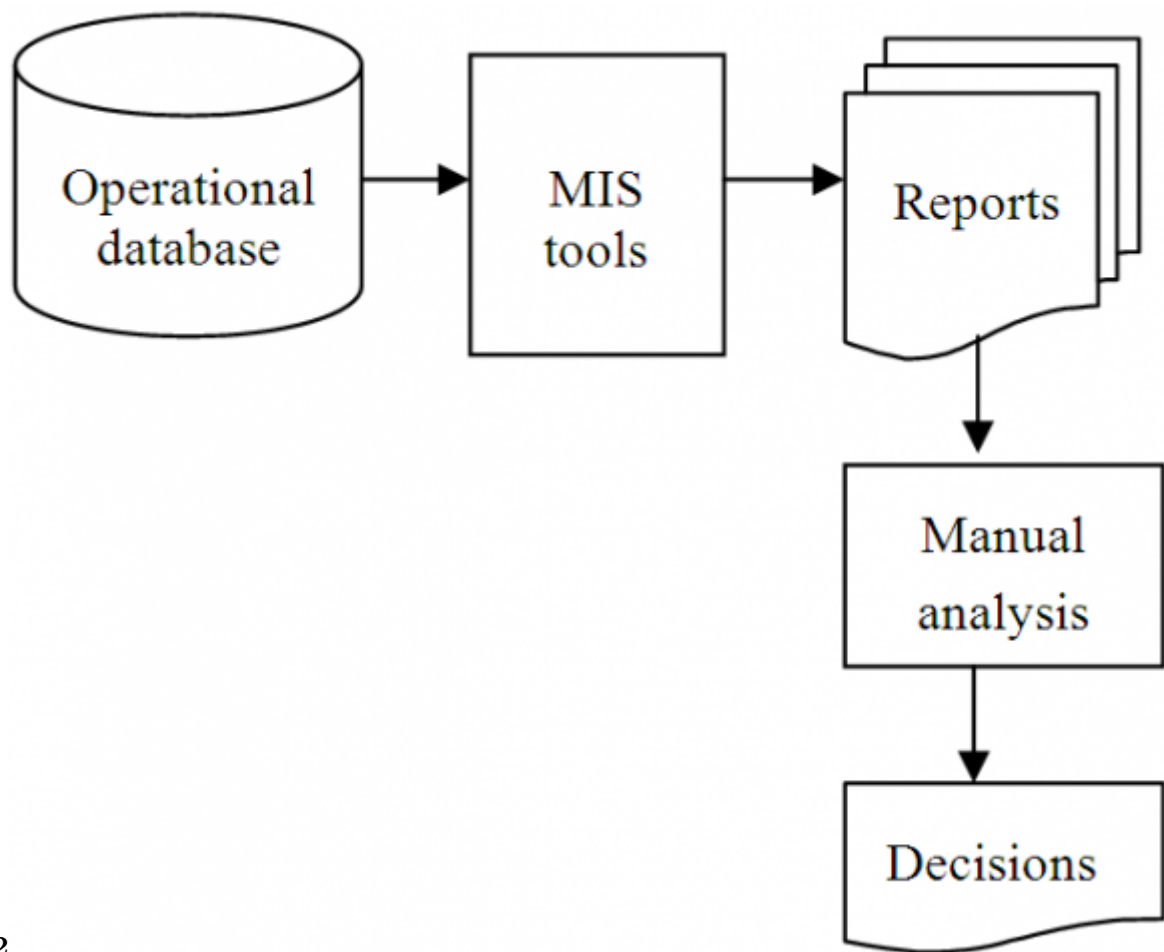 Operational
database
MIS
tools
Reports
Manual
analysis
Decisions